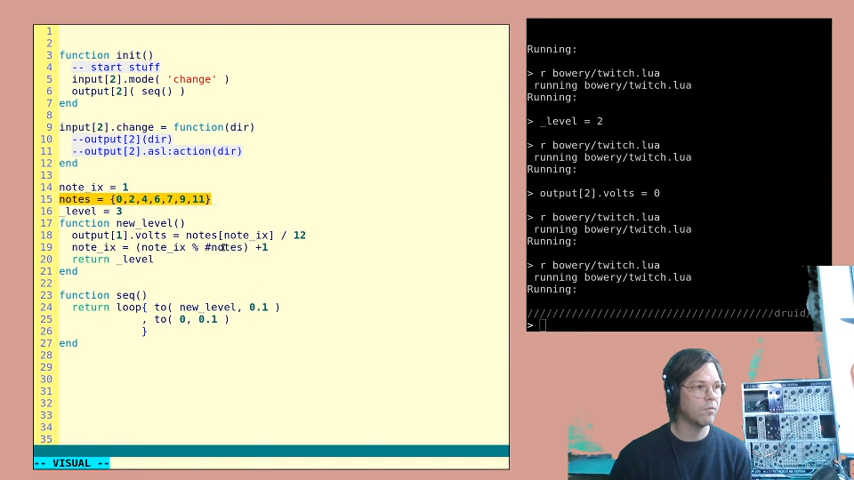 1
2
3 function init()
4 -- start stuff
5 input[2].mode( 'change' )
6 output[2]( seq() )
7 end
8
9 input[2].change = function(dir)
10 --output[2](dir)
11 --output[2].asl:action(dir)
12 end
13
14 note_ix = 1
15 notes = {0,2,4,6,7,9,11}
16 _level = 3
17 function new_level()
18 output[1].volts = notes[note_ix] / 12
19 note_ix = (note_ix % #notes) +1
20 return _level
21 end
22
23 function seq()
24 return loop{ to( new_level, 0.1 )
25 , to( 0, 0.1 )
26 }
27 end
28
29
30
31
32
33
34
35
-- VISUAL --
Running:
> r bowery/twitch.lua
running bowery/twitch.lua
Running:
> _level = 2
> r bowery/twitch.lua
running bowery/twitch.lua
> output[2].volts = 0
> r bowery/twitch.lua
running bowery/twitch.lua
Running:
> r bowery/twitch.lua
running bowery/twitch.lua
Running:
////////////////////////////////////////druid/
>